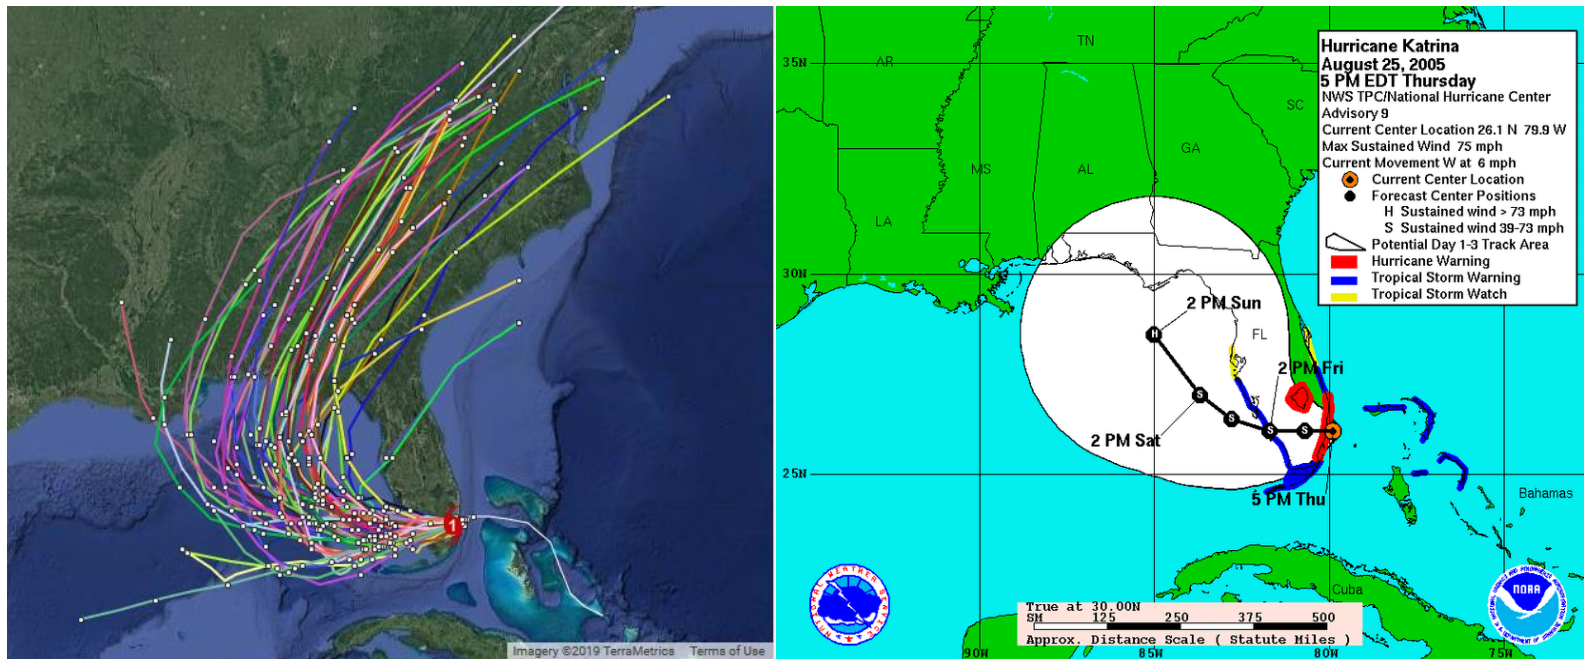 1
Imagery ©2019 TerraMetrics Terms of Use
Hurricane Katrina
August 25, 2005
5 PM EDT Thursday
NWS TPC/National Hurricane Center
Advisory 9
Current Center Location 26.1 N 79.9 W
Max Sustained Wind 75 mph
Current Movement W at 6 mph
Current Center Location
Forecast Center Positions
H Sustained wind > 73 mph
S Sustained wind 39-73 mph
Potential Day 1-3 Track Area
Hurricane Warning
Tropical Storm Warning
Tropical Storm Watch
35N
AR
TN
SC
MS
AL
GA
LA
30N
2 PM Sun
H
FL
2 PM Fri
S
S
S
S
2 PM Sat
25N
5 PM Thu
Bahamas
Cuba
NATIONAL WEATHER SERVICE
NOAA
True at 30.00N
SM 125 250 375 500
Approx. Distance Scale ( Statute Miles )
90W 85W 80W 75W